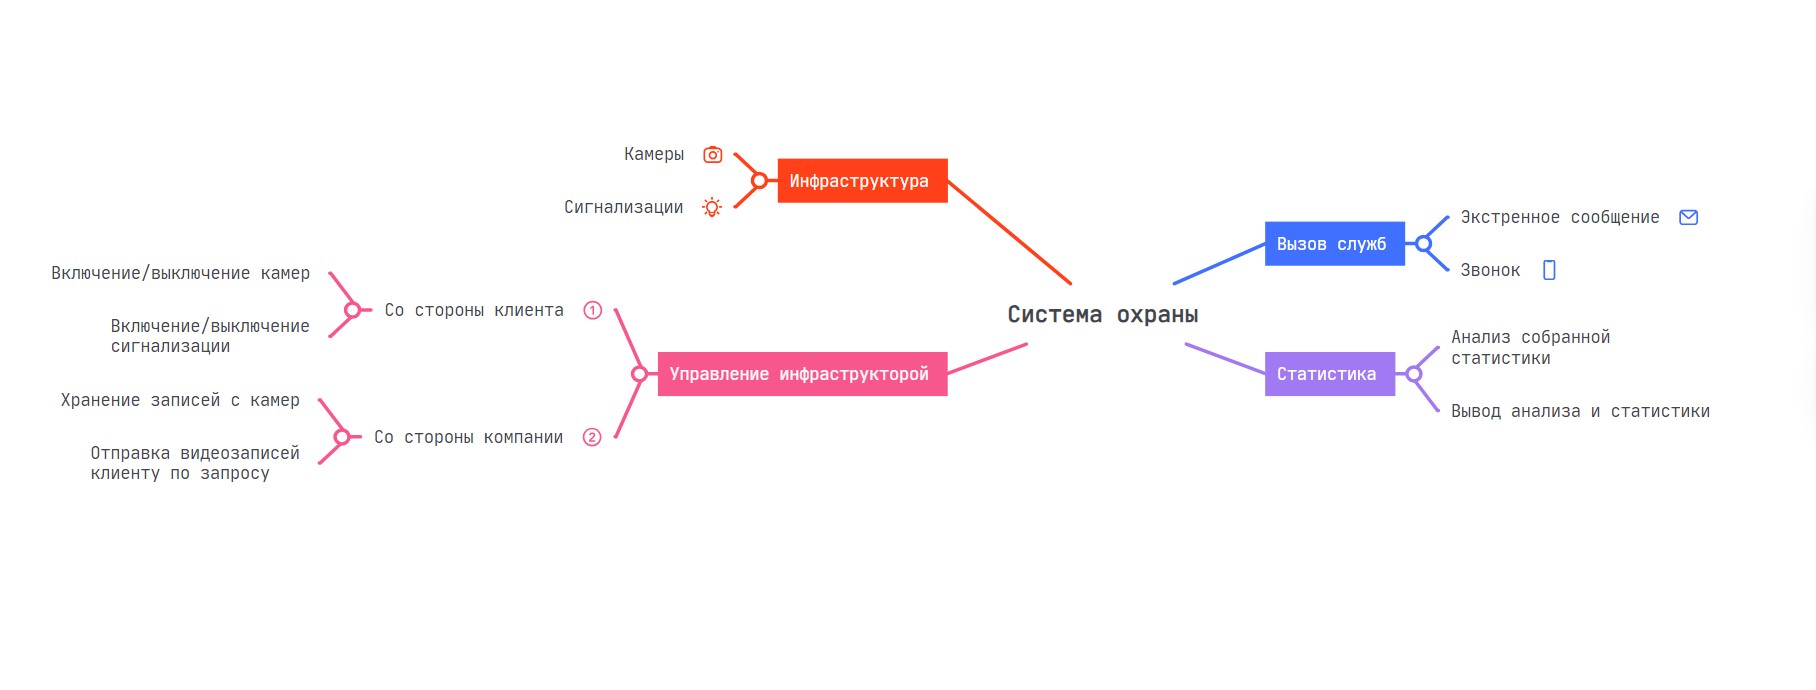 Камеры
Сигнализации
Инфраструктура
Включение/выключение камер
Включение/выключение
сигнализации
Со стороны клиента 1
Хранение записей с камер
Отправка видеозаписей
клиенту по запросу
Со стороны компании 2
Управление инфраструкторой
Система охраны
Вызов служб
Экстренное сообщение
Звонок
Статистика
Анализ собранной
статистики
Вывод анализа и статистики